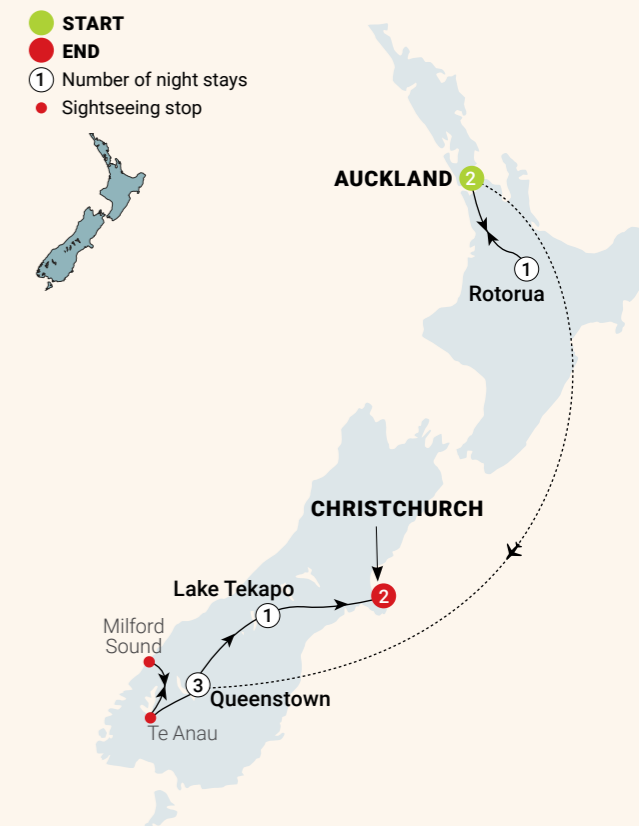 START
END
1 Number of night stays
Sightseeing stop
AUCKLAND 2
1
Rotorua
CHRISTCHURCH
2
Lake Tekapo
1
Milford
Sound
3
Queenstown
Te Anau